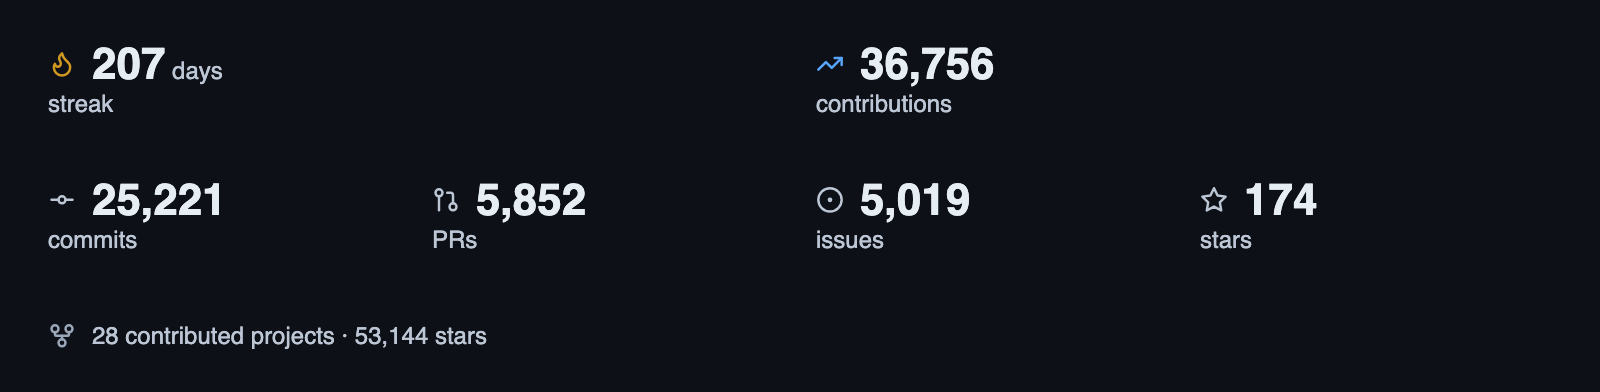 207 days
streak
36,756
contributions
25,221
commits
5,852
PRs
5,019
issues
174
stars
28 contributed projects · 53,144 stars